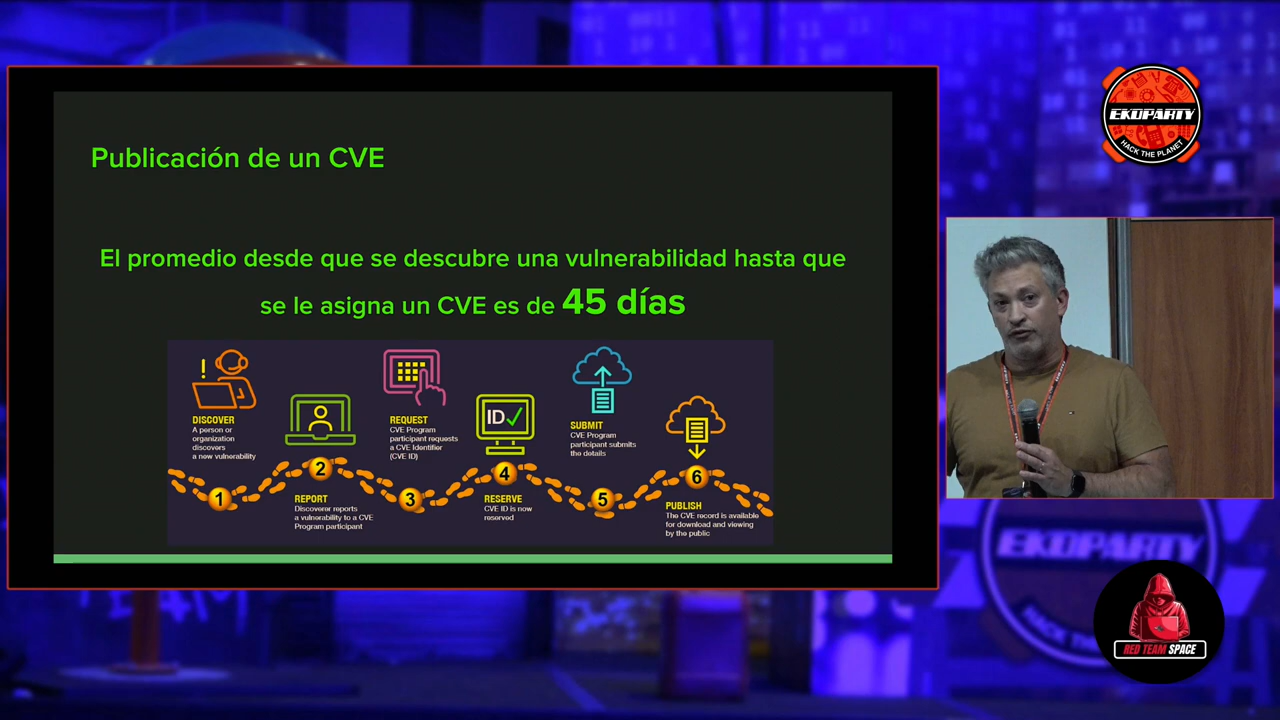 Publicación de un CVE
El promedio desde que se descubre una vulnerabilidad hasta que
se le asigna un CVE es de 45 días
DISCOVER
A person or
organization
discovers
a new vulnerability
REPORT
Discoverer reports
a vulnerability to a CVE
Program participant
REQUEST
CVE Program
participant requests
a CVE Identifier
(CVE ID)
ID
RESERVE
CVE ID is now
reserved
SUBMIT
CVE Program
participant submits
the details
PUBLISH
The CVE record is available
for download and viewing
by the public
1
2
3
4
5
6
EKOPARTY
HACK THE PLANET
EKOPARTY
HACK THE
RED TEAM SPACE